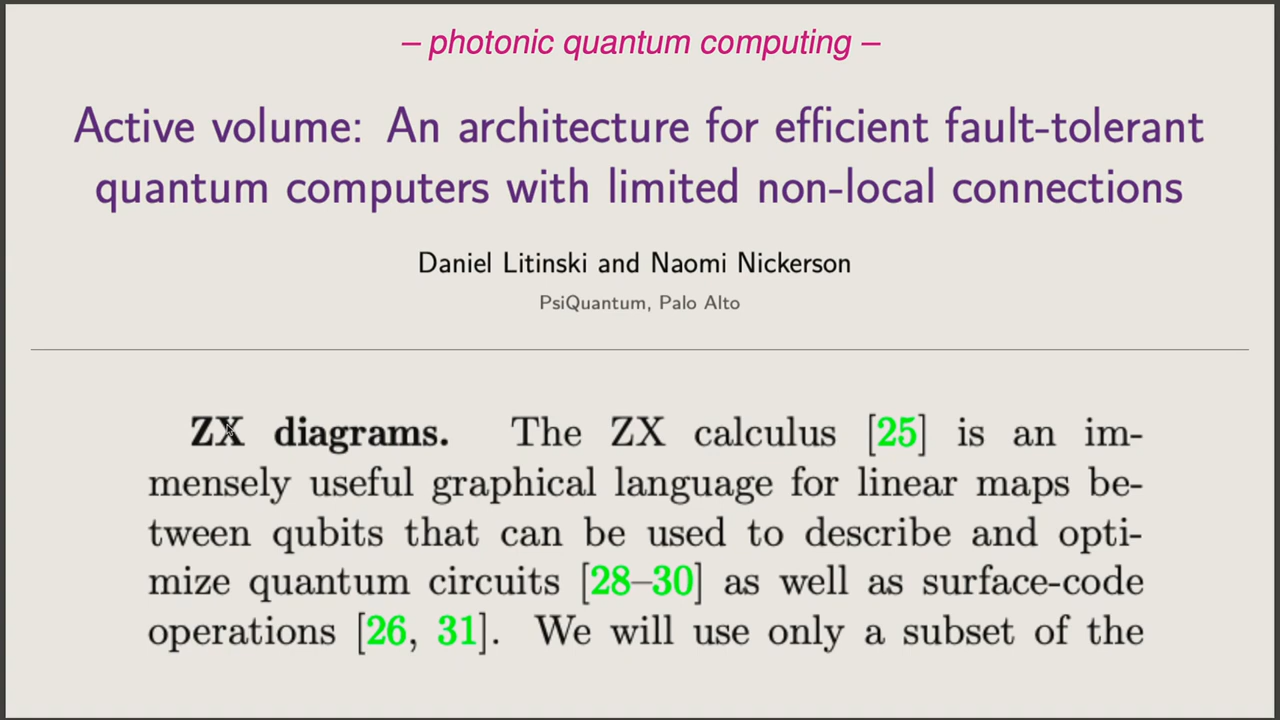 – photonic quantum computing –
Active volume: An architecture for efficient fault-tolerant
quantum computers with limited non-local connections
Daniel Litinski and Naomi Nickerson
PsiQuantum, Palo Alto
ZX diagrams. The ZX calculus [25] is an im-
mensely useful graphical language for linear maps be-
tween qubits that can be used to describe and opti-
mize quantum circuits [28–30] as well as surface-code
operations [26, 31]. We will use only a subset of the